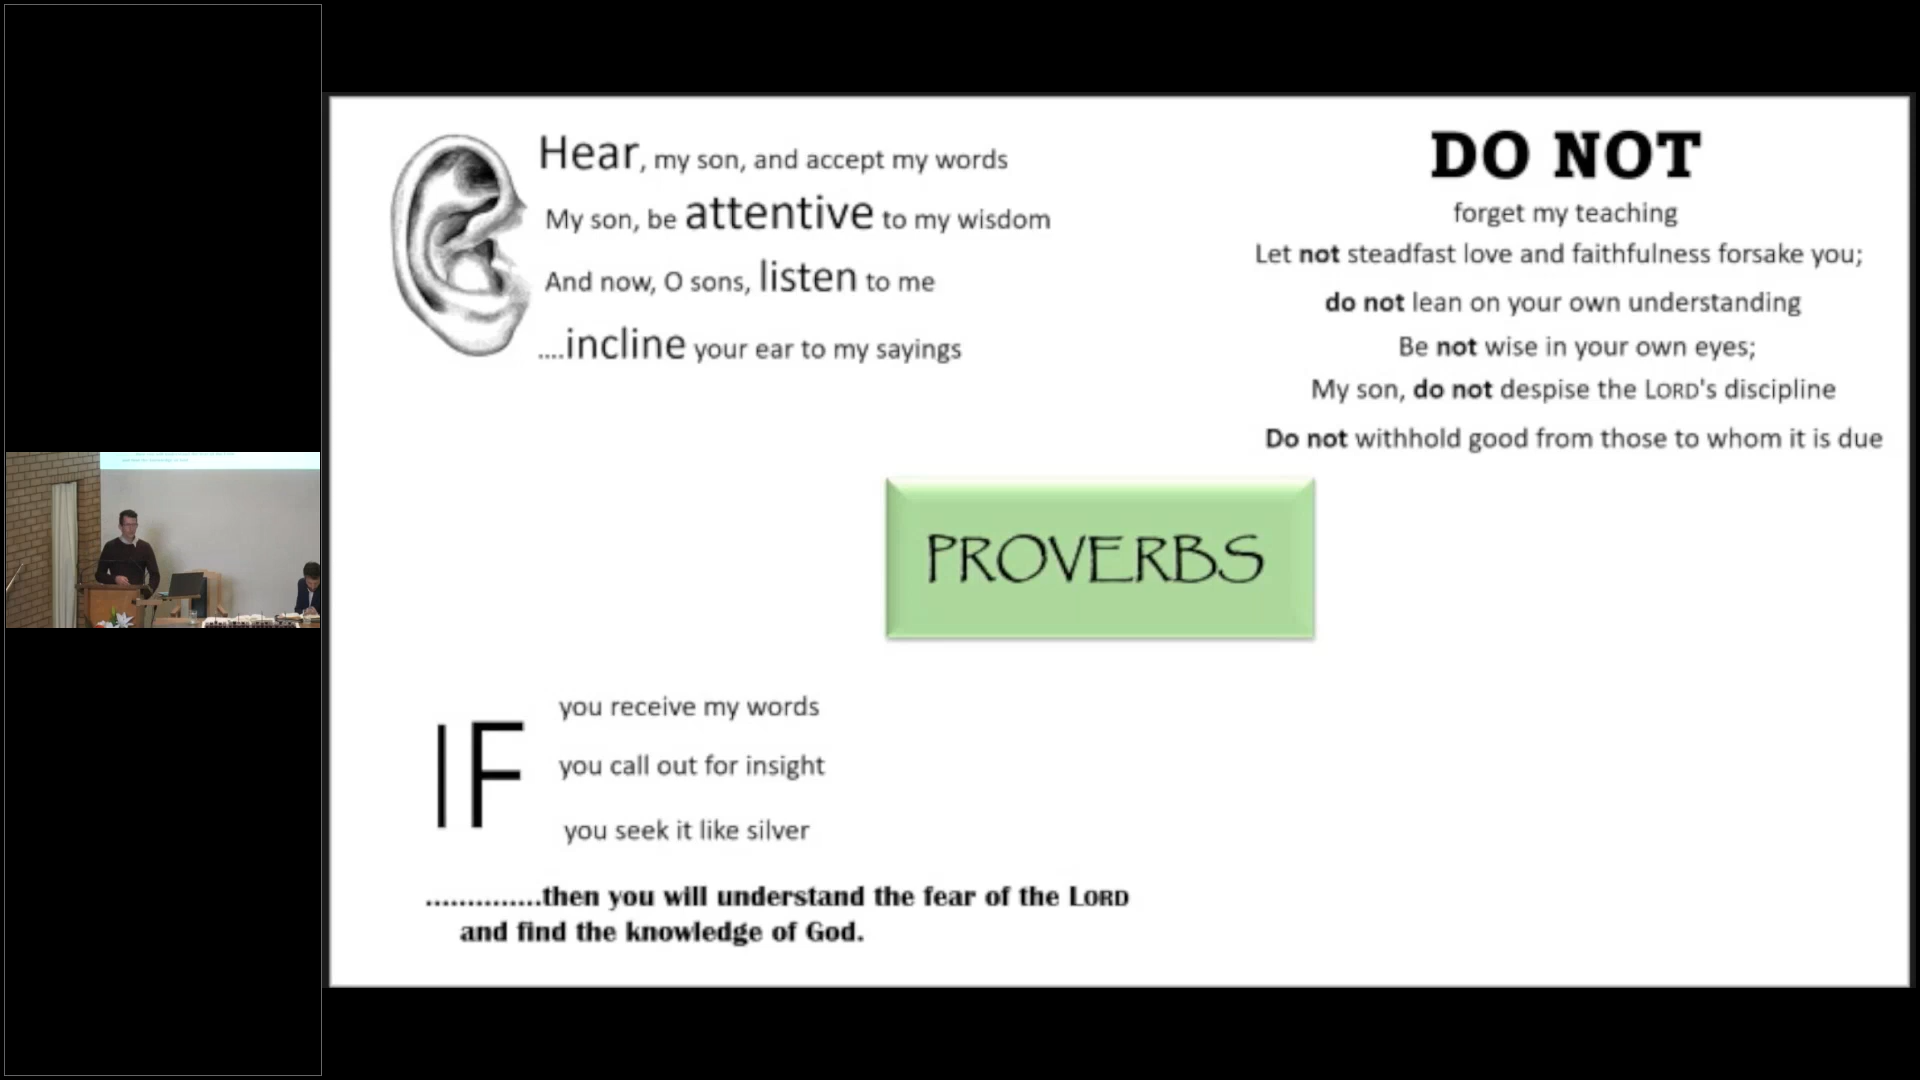 Hear, my son, and accept my words
My son, be attentive to my wisdom
And now, O sons, listen to me
....incline your ear to my sayings
DO NOT
forget my teaching
Let not steadfast love and faithfulness forsake you;
do not lean on your own understanding
Be not wise in your own eyes;
My son, do not despise the LORD's discipline
Do not withhold good from those to whom it is due
PROVERBS
IF
you receive my words
you call out for insight
you seek it like silver
..............then you will understand the fear of the LORD
and find the knowledge of God.